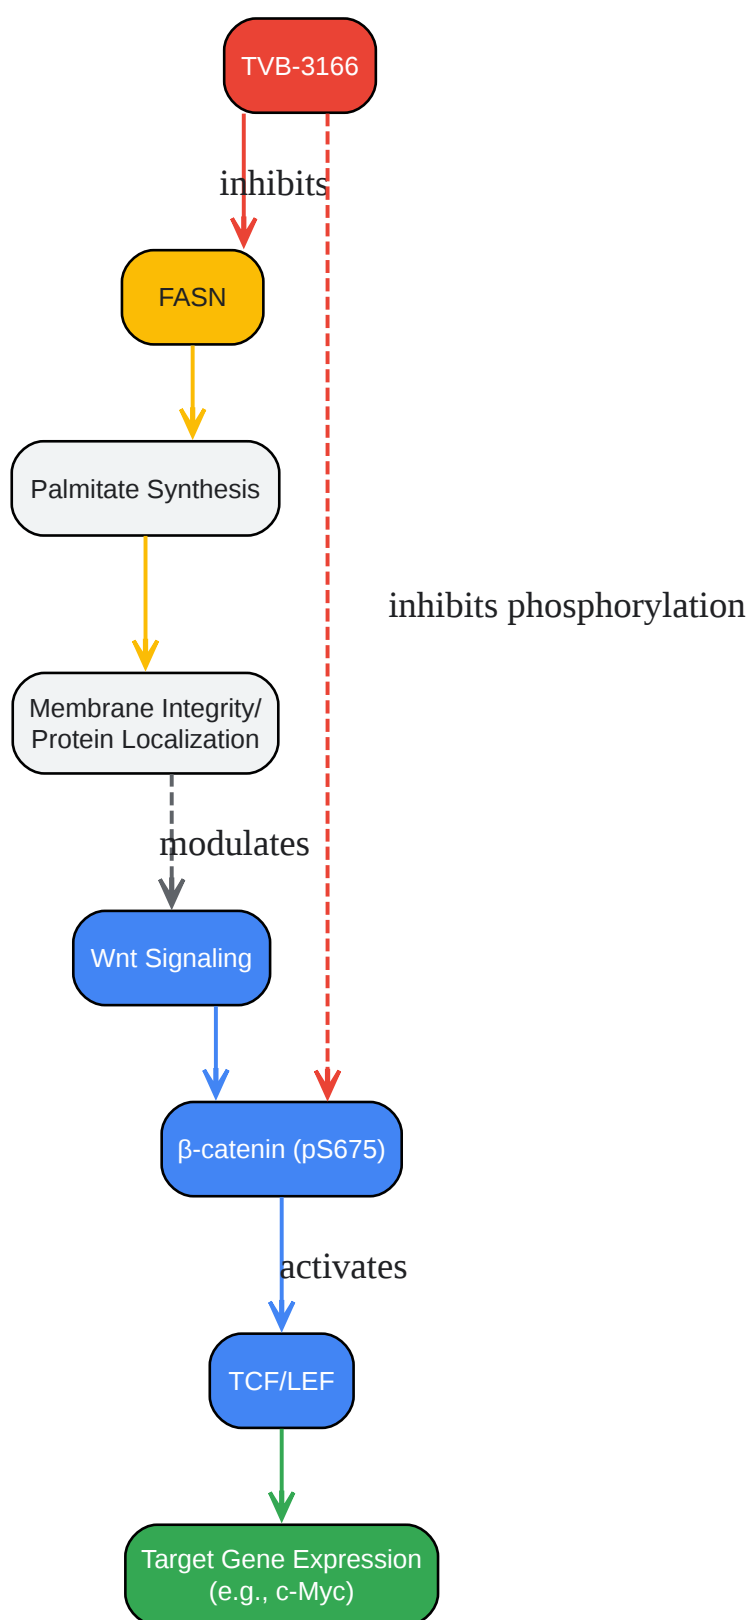 TVB-3166
inhibits
FASN
Palmitate Synthesis
inhibits phosphorylation
Membrane Integrity/
Protein Localization
modulates
Wnt Signaling
β-catenin (pS675)
activates
TCF/LEF
Target Gene Expression
(e.g., c-Myc)